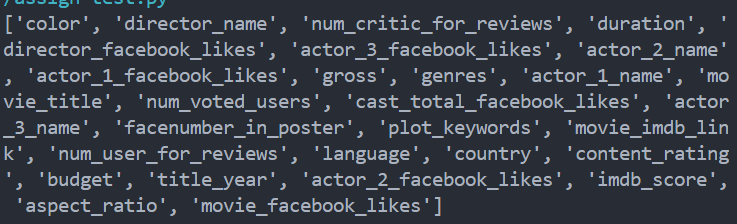 /assign-test.py
['color', 'director_name', 'num_critic_for_reviews', 'duration', '
director_facebook_likes', 'actor_3_facebook_likes', 'actor_2_name'
, 'actor_1_facebook_likes', 'gross', 'genres', 'actor_1_name', 'mo
vie_title', 'num_voted_users', 'cast_total_facebook_likes', 'actor
_3_name', 'facenumber_in_poster', 'plot_keywords', 'movie_imdb_lin
k', 'num_user_for_reviews', 'language', 'country', 'content_rating
', 'budget', 'title_year', 'actor_2_facebook_likes', 'imdb_score',
 'aspect_ratio', 'movie_facebook_likes']